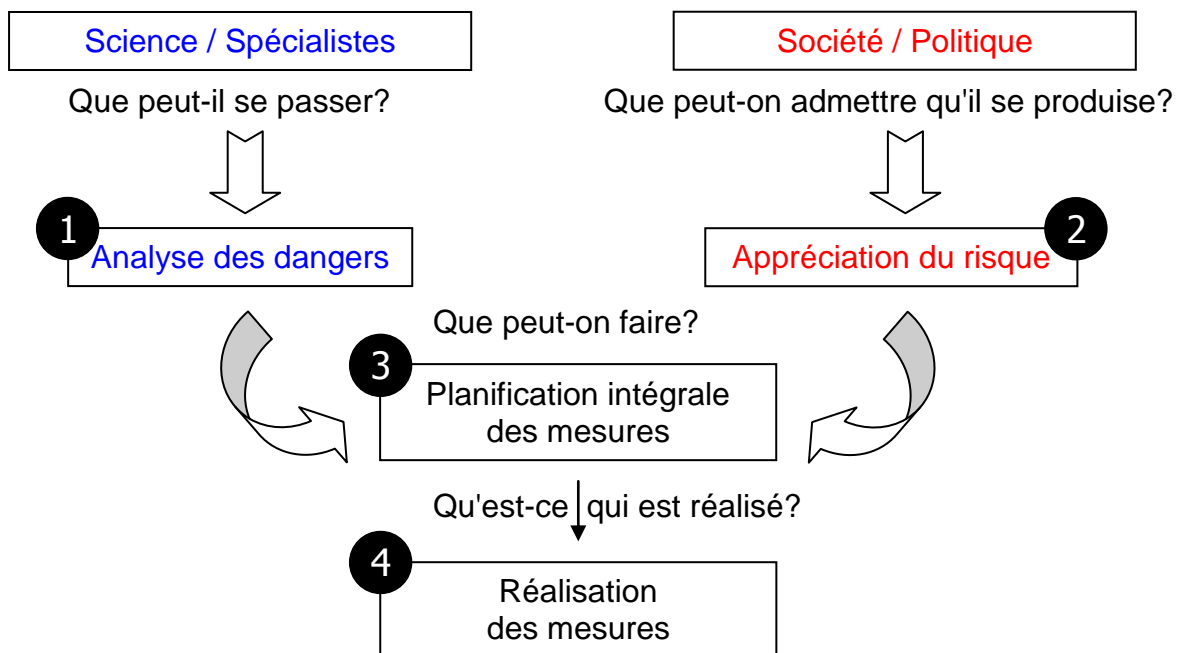 Science / Spécialistes
Société / Politique
Que peut-il se passer?
Que peut-on admettre qu'il se produise?
1
Analyse des dangers
2
Appréciation du risque
Que peut-on faire?
3
Planification intégrale
des mesures
Qu'est-ce qui est réalisé?
4
Réalisation
des mesures